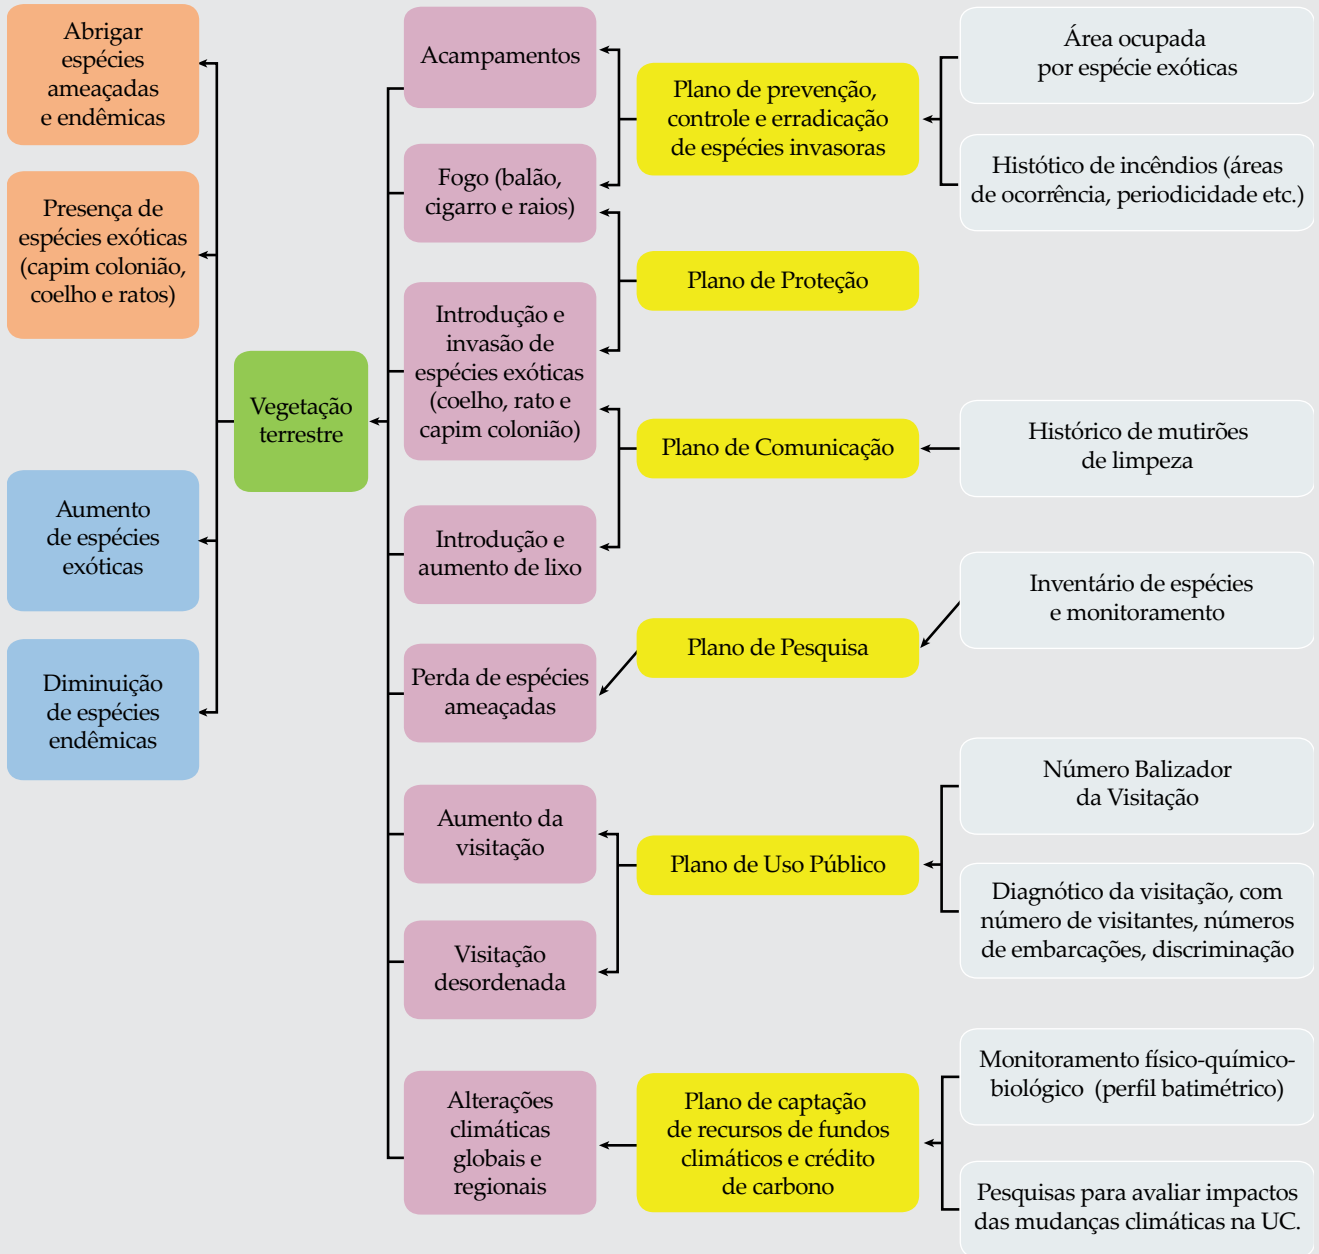 Abrigar
espécies
ameaçadas
e endêmicas
Presença de
espécies exóticas
(capim colonião,
coelho e ratos)
Aumento
de espécies
exóticas
Diminuição
de espécies
endêmicas
Vegetação
terrestre
Acampamentos
Fogo (balão,
cigarro e raios)
Introdução e
invasão de
espécies exóticas
(coelho, rato e
capim colonião)
Introdução e
aumento de lixo
Perda de espécies
ameaçadas
Aumento da
visitação
Visitação
desordenada
Alterações
climáticas
globais e
regionais
Plano de prevenção,
controle e erradicação
de espécies invasoras
Plano de Proteção
Plano de Comunicação
Plano de Pesquisa
Plano de Uso Público
Plano de captação
de recursos de fundos
climáticos e crédito
de carbono
Área ocupada
por espécie exóticas
Histótico de incêndios (áreas
de ocorrência, periodicidade etc.)
Histórico de mutirões
de limpeza
Inventário de espécies
e monitoramento
Número Balizador
da Visitação
Diagnótico da visitação, com
número de visitantes, números
de embarcações, discriminação
Monitoramento físico-químico-
biológico (perfil batimétrico)
Pesquisas para avaliar impactos
das mudanças climáticas na UC.